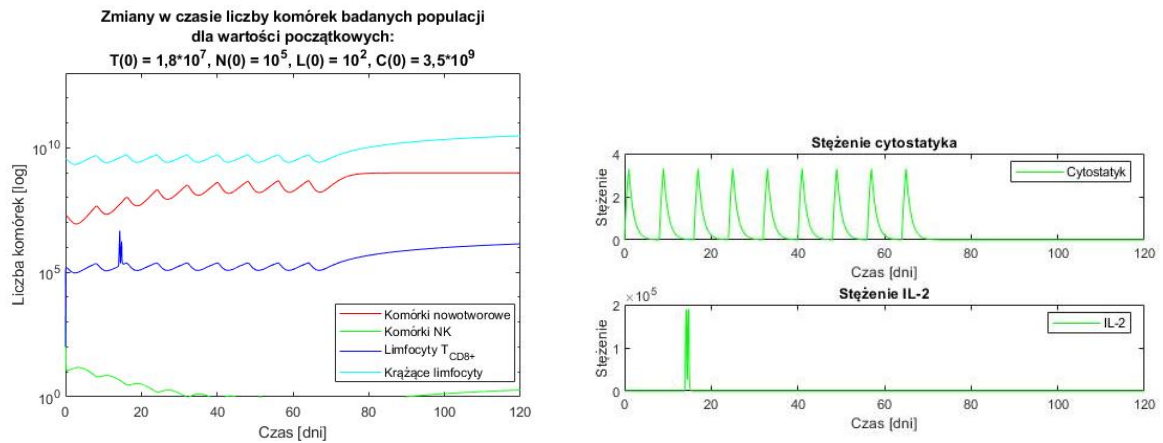 Zmiany w czasie liczby komórek badanych populacji
dla wartości początkowych:
T(0) = 1,8*10^7, N(0) = 10^5, L(0) = 10^2, C(0) = 3,5*10^9
Liczba komórek [log]
10^10
10^5
10^0
0 20 40 60 80 100 120
Czas [dni]
Komórki nowotworowe
Komórki NK
Limfocyty T_CD8+
Krążące limfocyty
Stężenie cytostatyka
Stężenie
4
2
0
0 20 40 60 80 100 120
Czas [dni]
Cytostatyk
Stężenie IL-2
×10^5
Stężenie
2
1
0
0 20 40 60 80 100 120
Czas [dni]
IL-2